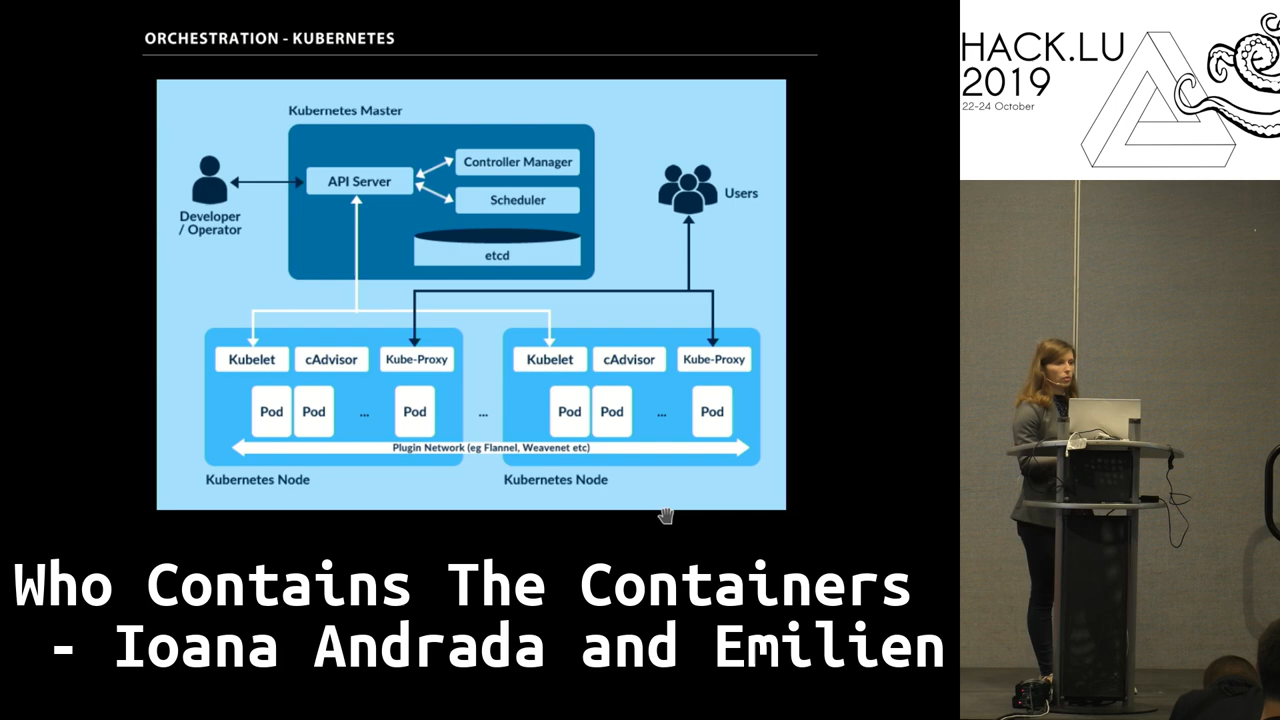 ORCHESTRATION - KUBERNETES
HACK.LU
2019
22-24 October
Kubernetes Master
API Server
Controller Manager
Scheduler
etcd
Developer
/ Operator
Users
Kubelet
cAdvisor
Kube-Proxy
Kubelet
cAdvisor
Kube-Proxy
Pod
Pod
...
Pod
...
Pod
Pod
...
Pod
Plugin Network (eg Flannel, Weavenet etc)
Kubernetes Node
Kubernetes Node
Who Contains The Containers
- Ioana Andrada and Emilien